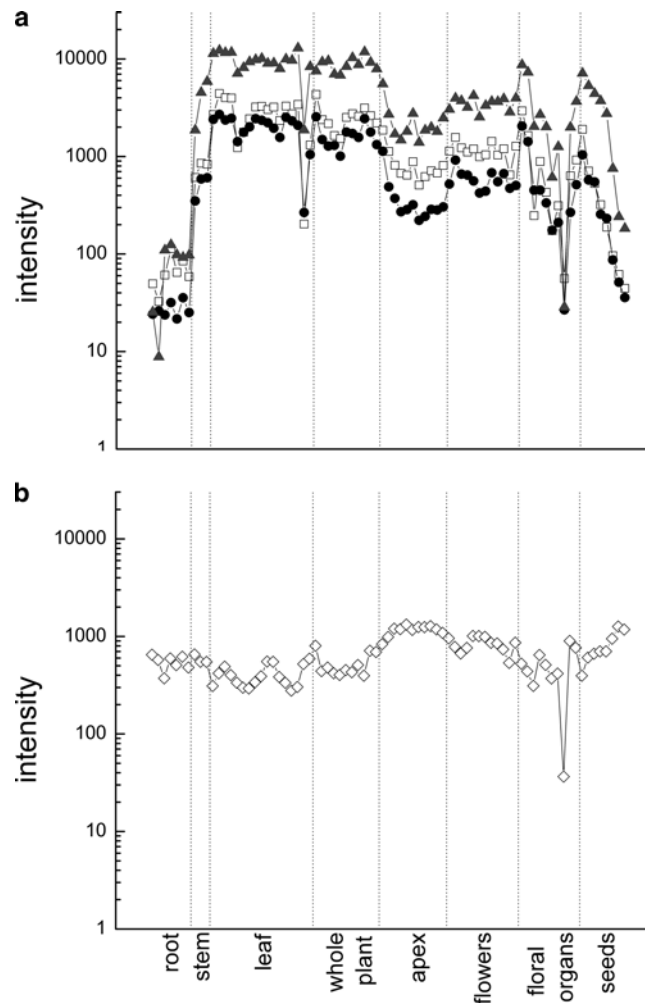 a
10000
1000
100
10
1
intensity
b
10000
1000
100
10
1
intensity
root
stem
leaf
whole
plant
apex
flowers
floral
organs
seeds